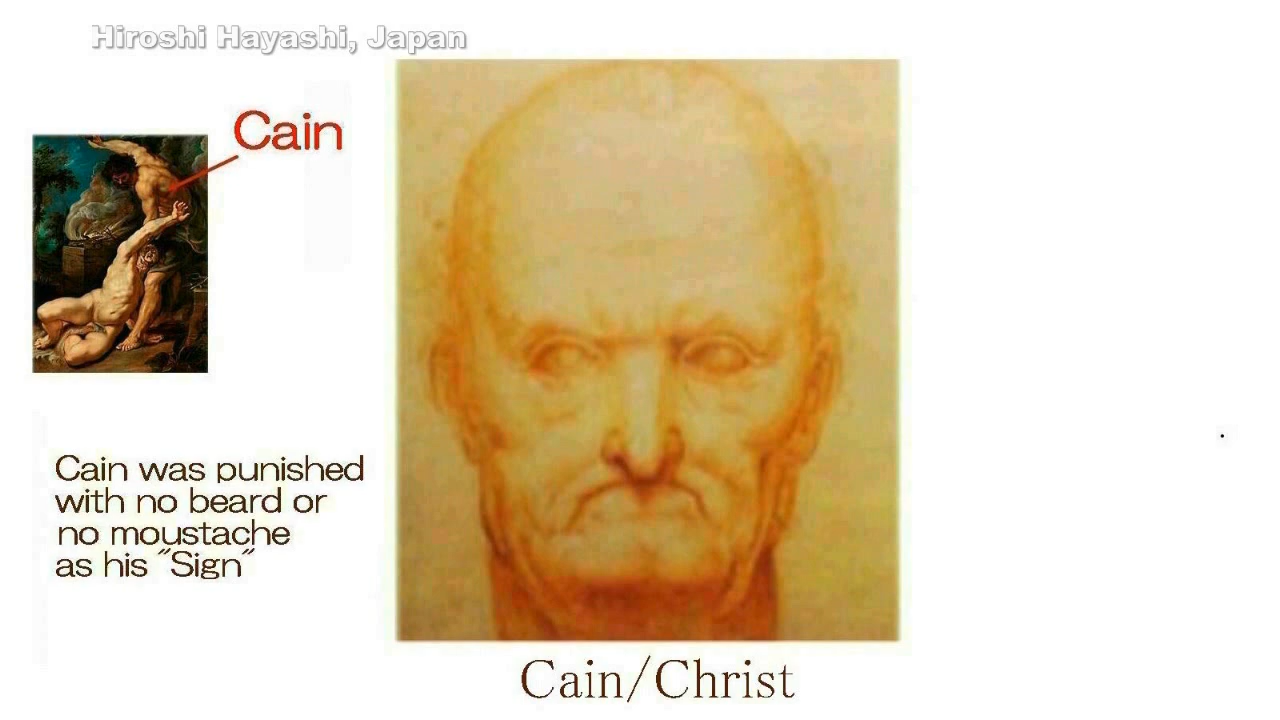 Hiroshi Hayashi, Japan
Cain
Cain was punished
with no beard or
no moustache
as his "Sign"
Cain/Christ